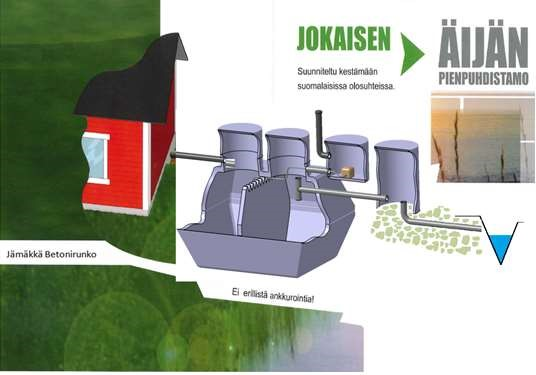 JOKAISEN
ÄIJÄN
PIENPUHDISTAMO
Suunniteltu kestämään
suomalaisissa olosuhteissa.
Jämäkkä Betonirunko
Ei erillistä ankkurointia!